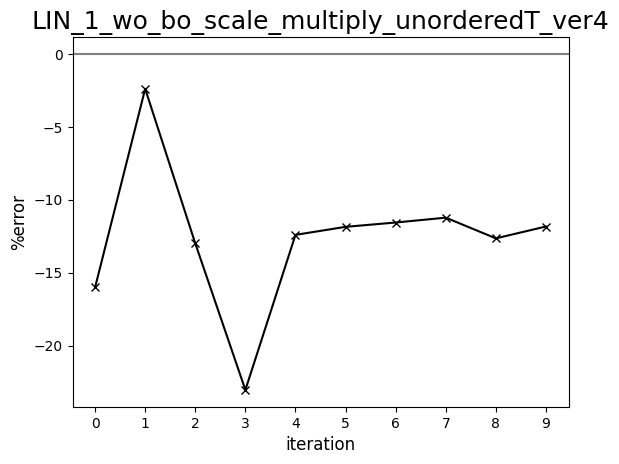 LIN_1_wo_bo_scale_multiply_unorderedT_ver4
0
−5
−10
−15
−20
%error
0 1 2 3 4 5 6 7 8 9
iteration